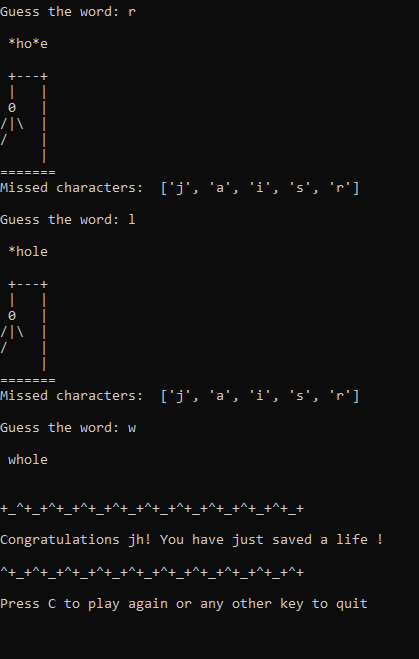 Guess the word: r
 *ho*e
 +---+
 |   |
 0   |
/|\  |
/    |
     |
=======
Missed characters:  ['j', 'a', 'i', 's', 'r']
Guess the word: l
 *hole
 +---+
 |   |
 0   |
/|\  |
/    |
     |
=======
Missed characters:  ['j', 'a', 'i', 's', 'r']
Guess the word: w
 whole
+_^+_+^+_+^+_+^+_+^+_+^+_+^+_+^+_+^+_+
Congratulations jh! You have just saved a life !
^+_+^+_+^+_+^+_+^+_+^+_+^+_+^+_+^+_+^+
Press C to play again or any other key to quit